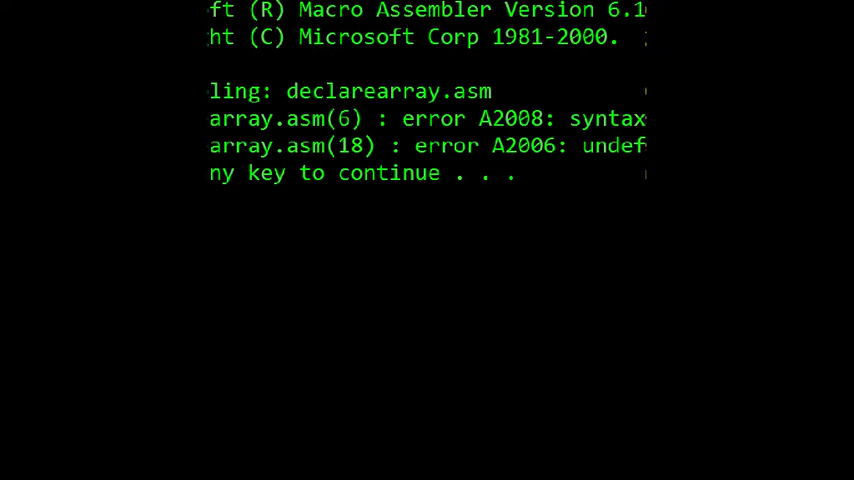 ft (R) Macro Assembler Version 6.1
ht (C) Microsoft Corp 1981-2000.
ling: declarearray.asm
array.asm(6) : error A2008: syntax
array.asm(18) : error A2006: undef
ny key to continue . . .